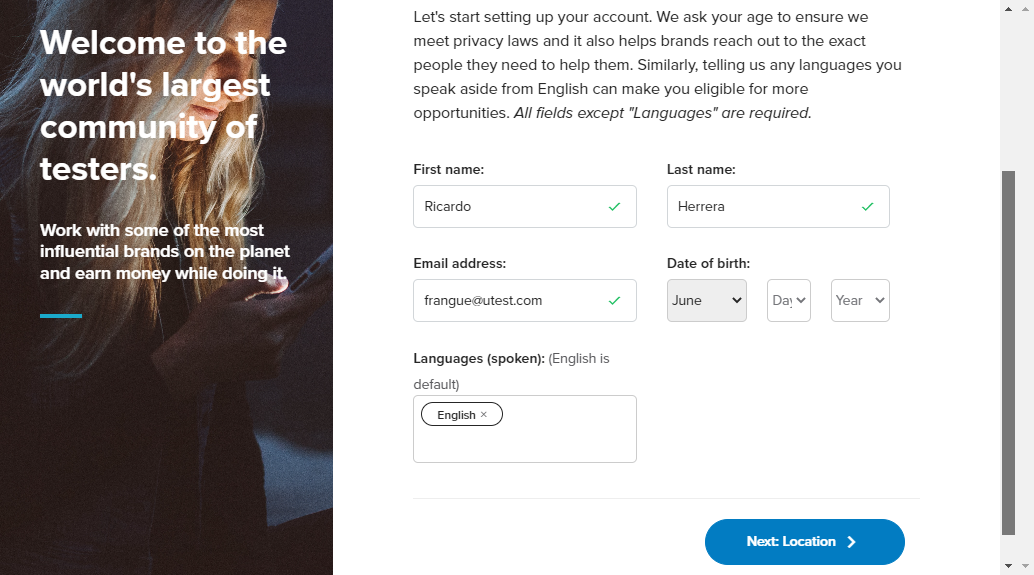 Welcome to the
world's largest
community of
testers.
Work with some of the most
influential brands on the planet
and earn money while doing it.
Let's start setting up your account. We ask your age to ensure we
meet privacy laws and it also helps brands reach out to the exact
people they need to help them. Similarly, telling us any languages you
speak aside from English can make you eligible for more
opportunities. All fields except "Languages" are required.
First name:
Last name:
Ricardo
Herrera
Email address:
Date of birth:
frangue@utest.com
June
Day
Year
Languages (spoken): (English is
default)
English ×
Next: Location